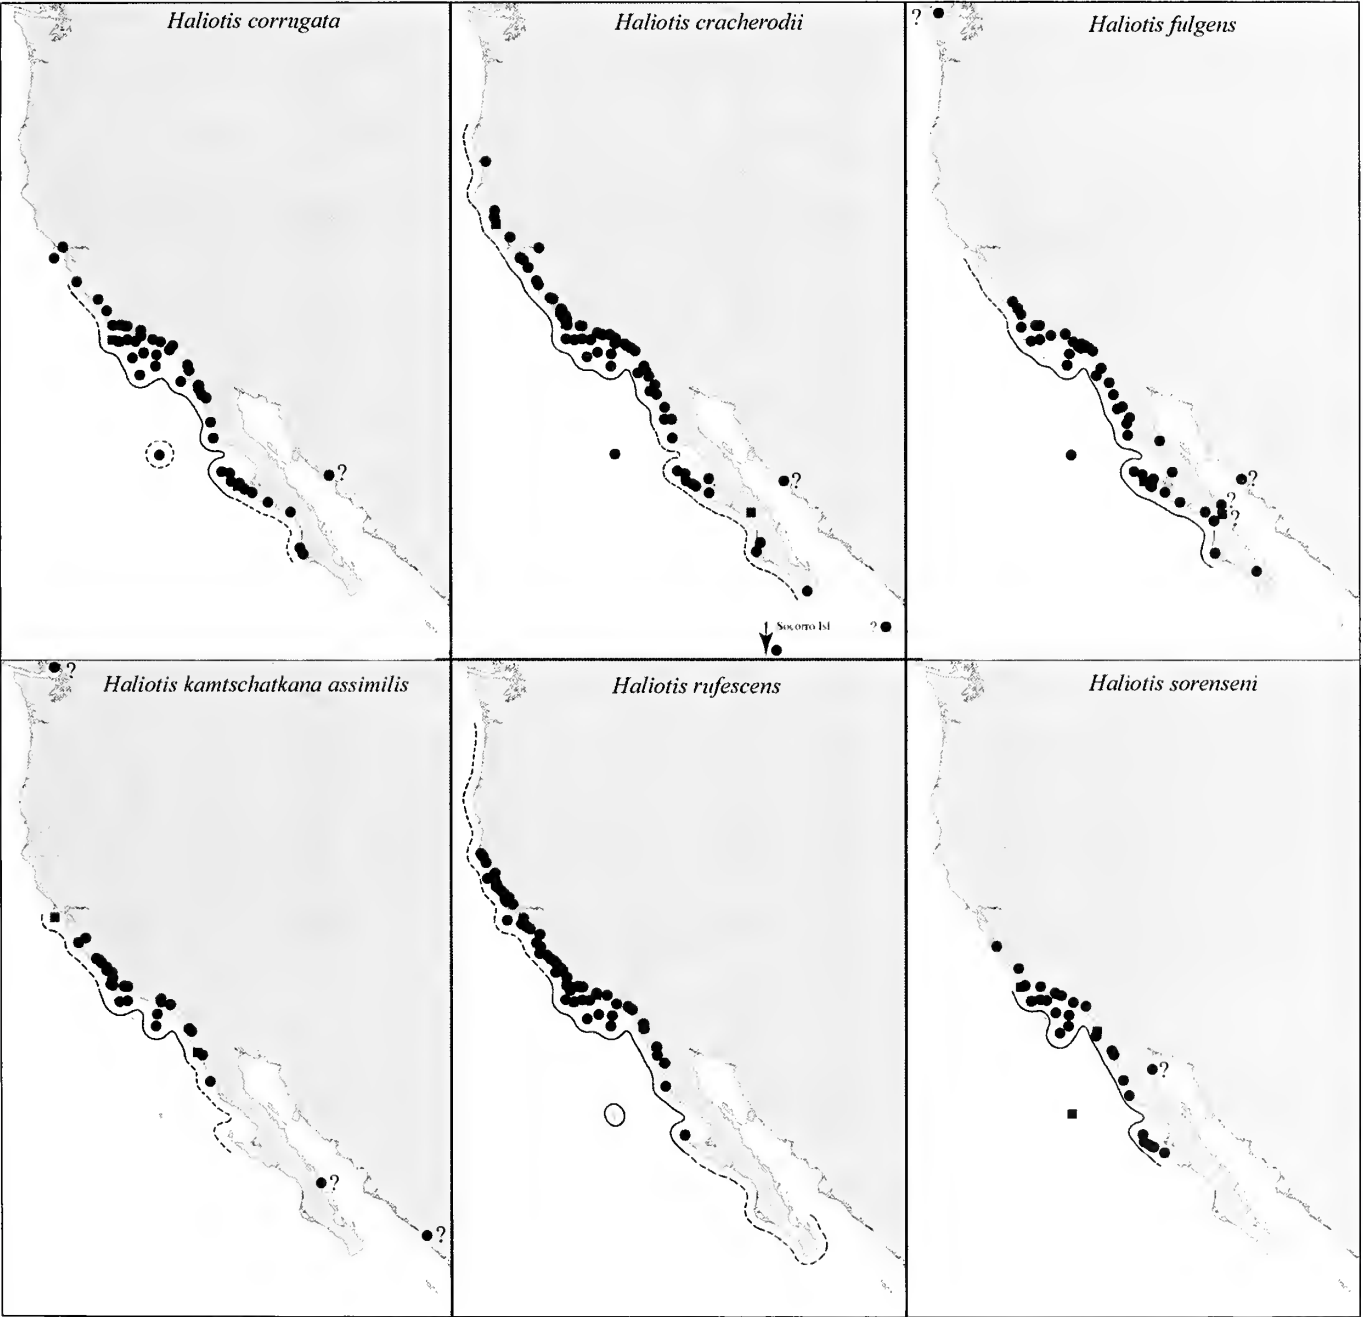 Haliotis corrugata
Haliotis cracherodii
? Haliotis fulgens
?
?
?
?
?
Socorro Isl ?
?
Haliotis kamtschatkana assimilis
Haliotis rufescens
Haliotis sorenseni
?
?
?